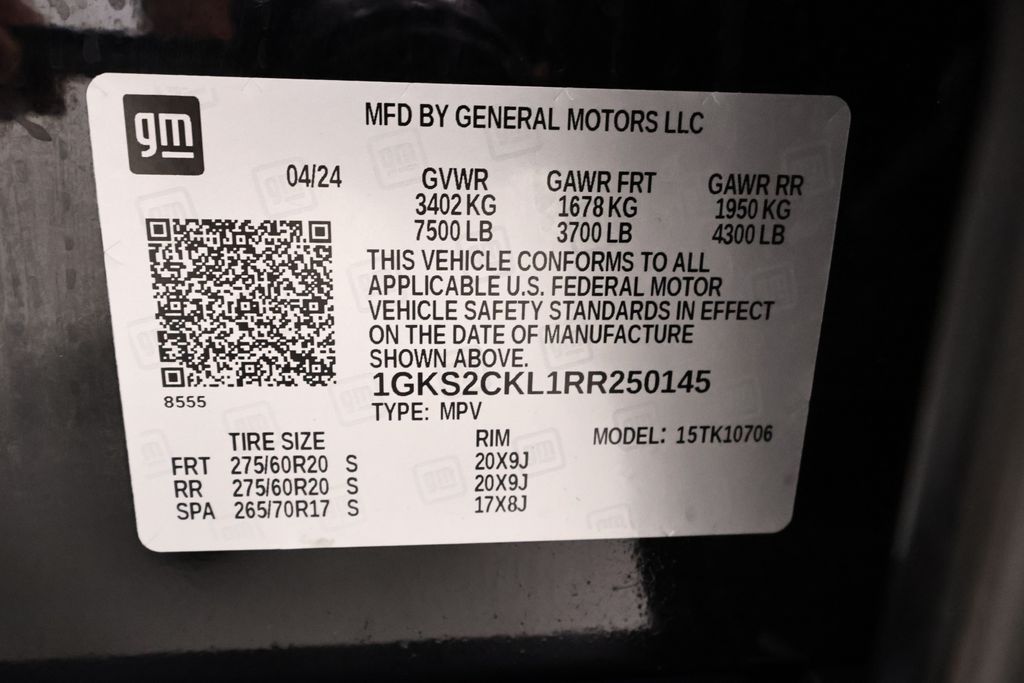 gm
MFD BY GENERAL MOTORS LLC
04/24
GVWR GAWR FRT GAWR RR
3402 KG 1678 KG 1950 KG
7500 LB 3700 LB 4300 LB
THIS VEHICLE CONFORMS TO ALL
APPLICABLE U.S. FEDERAL MOTOR
VEHICLE SAFETY STANDARDS IN EFFECT
ON THE DATE OF MANUFACTURE
SHOWN ABOVE.
1GKS2CKL1RR250145
8555
TYPE: MPV
TIRE SIZE RIM MODEL: 15TK10706
FRT 275/60R20 S 20X9J
RR 275/60R20 S 20X9J
SPA 265/70R17 S 17X8J